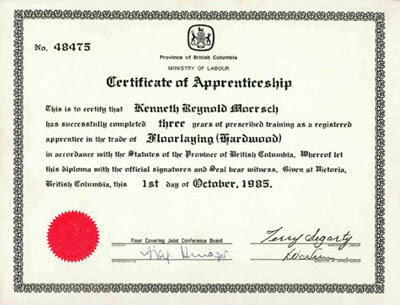 No. 48475
Province of British Columbia
MINISTRY OF LABOUR
Certificate of Apprenticeship
This is to certify that Kenneth Reynold Moersch
has successfully completed three years of prescribed training as a registered
apprentice in the trade of Floorlaying (Hardwood)
in accordance with the Statutes of the Province of British Columbia. Whereof let
this diploma with the official signatures and Seal bear witness. Given at Victoria,
British Columbia, this 1st day of October, 1985.
Floor Covering Joint Conference Board
Terry Segarty